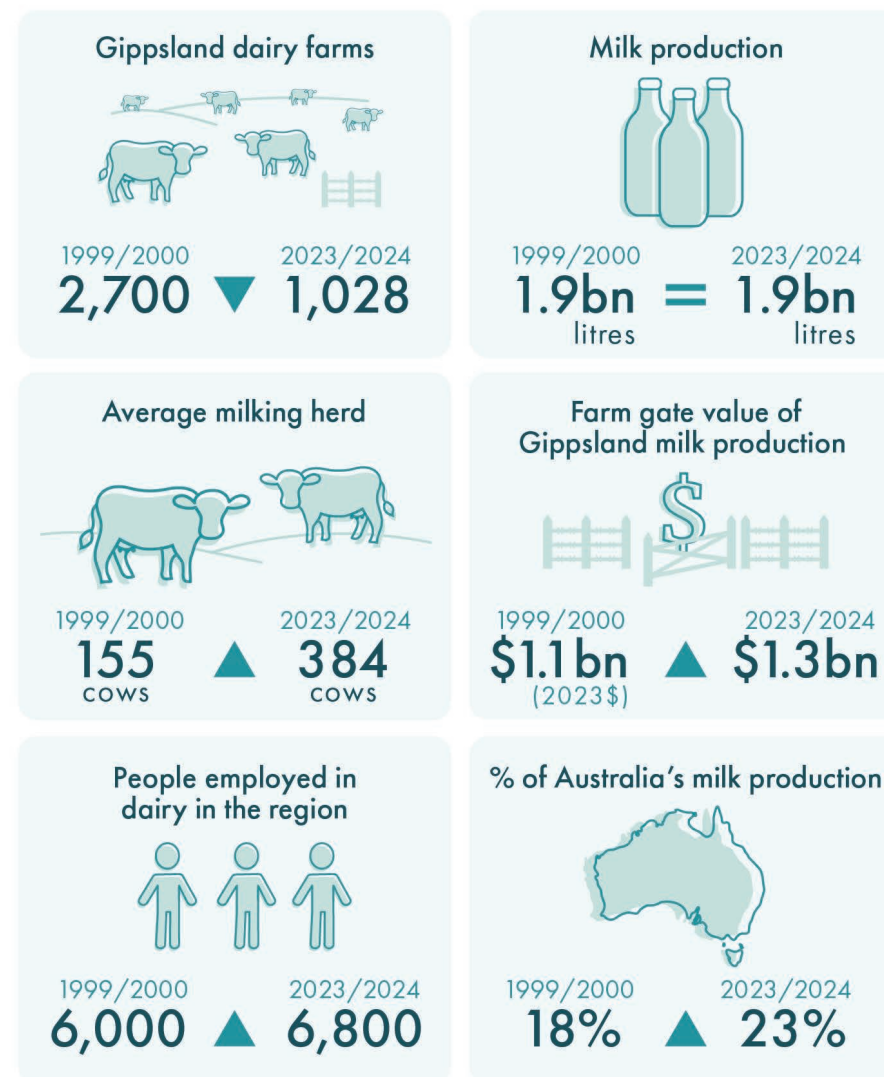 Gippsland dairy farms
1999/2000 2023/2024
2,700 1,028
Milk production
1999/2000 2023/2024
1.9bn = 1.9bn
litres litres
Average milking herd
1999/2000 2023/2024
155 384
cows cows
Farm gate value of
Gippsland milk production
$
1999/2000 2023/2024
$1.1bn $1.3bn
(2023$)
People employed in
dairy in the region
1999/2000 2023/2024
6,000 6,800
% of Australia's milk production
1999/2000 2023/2024
18% 23%